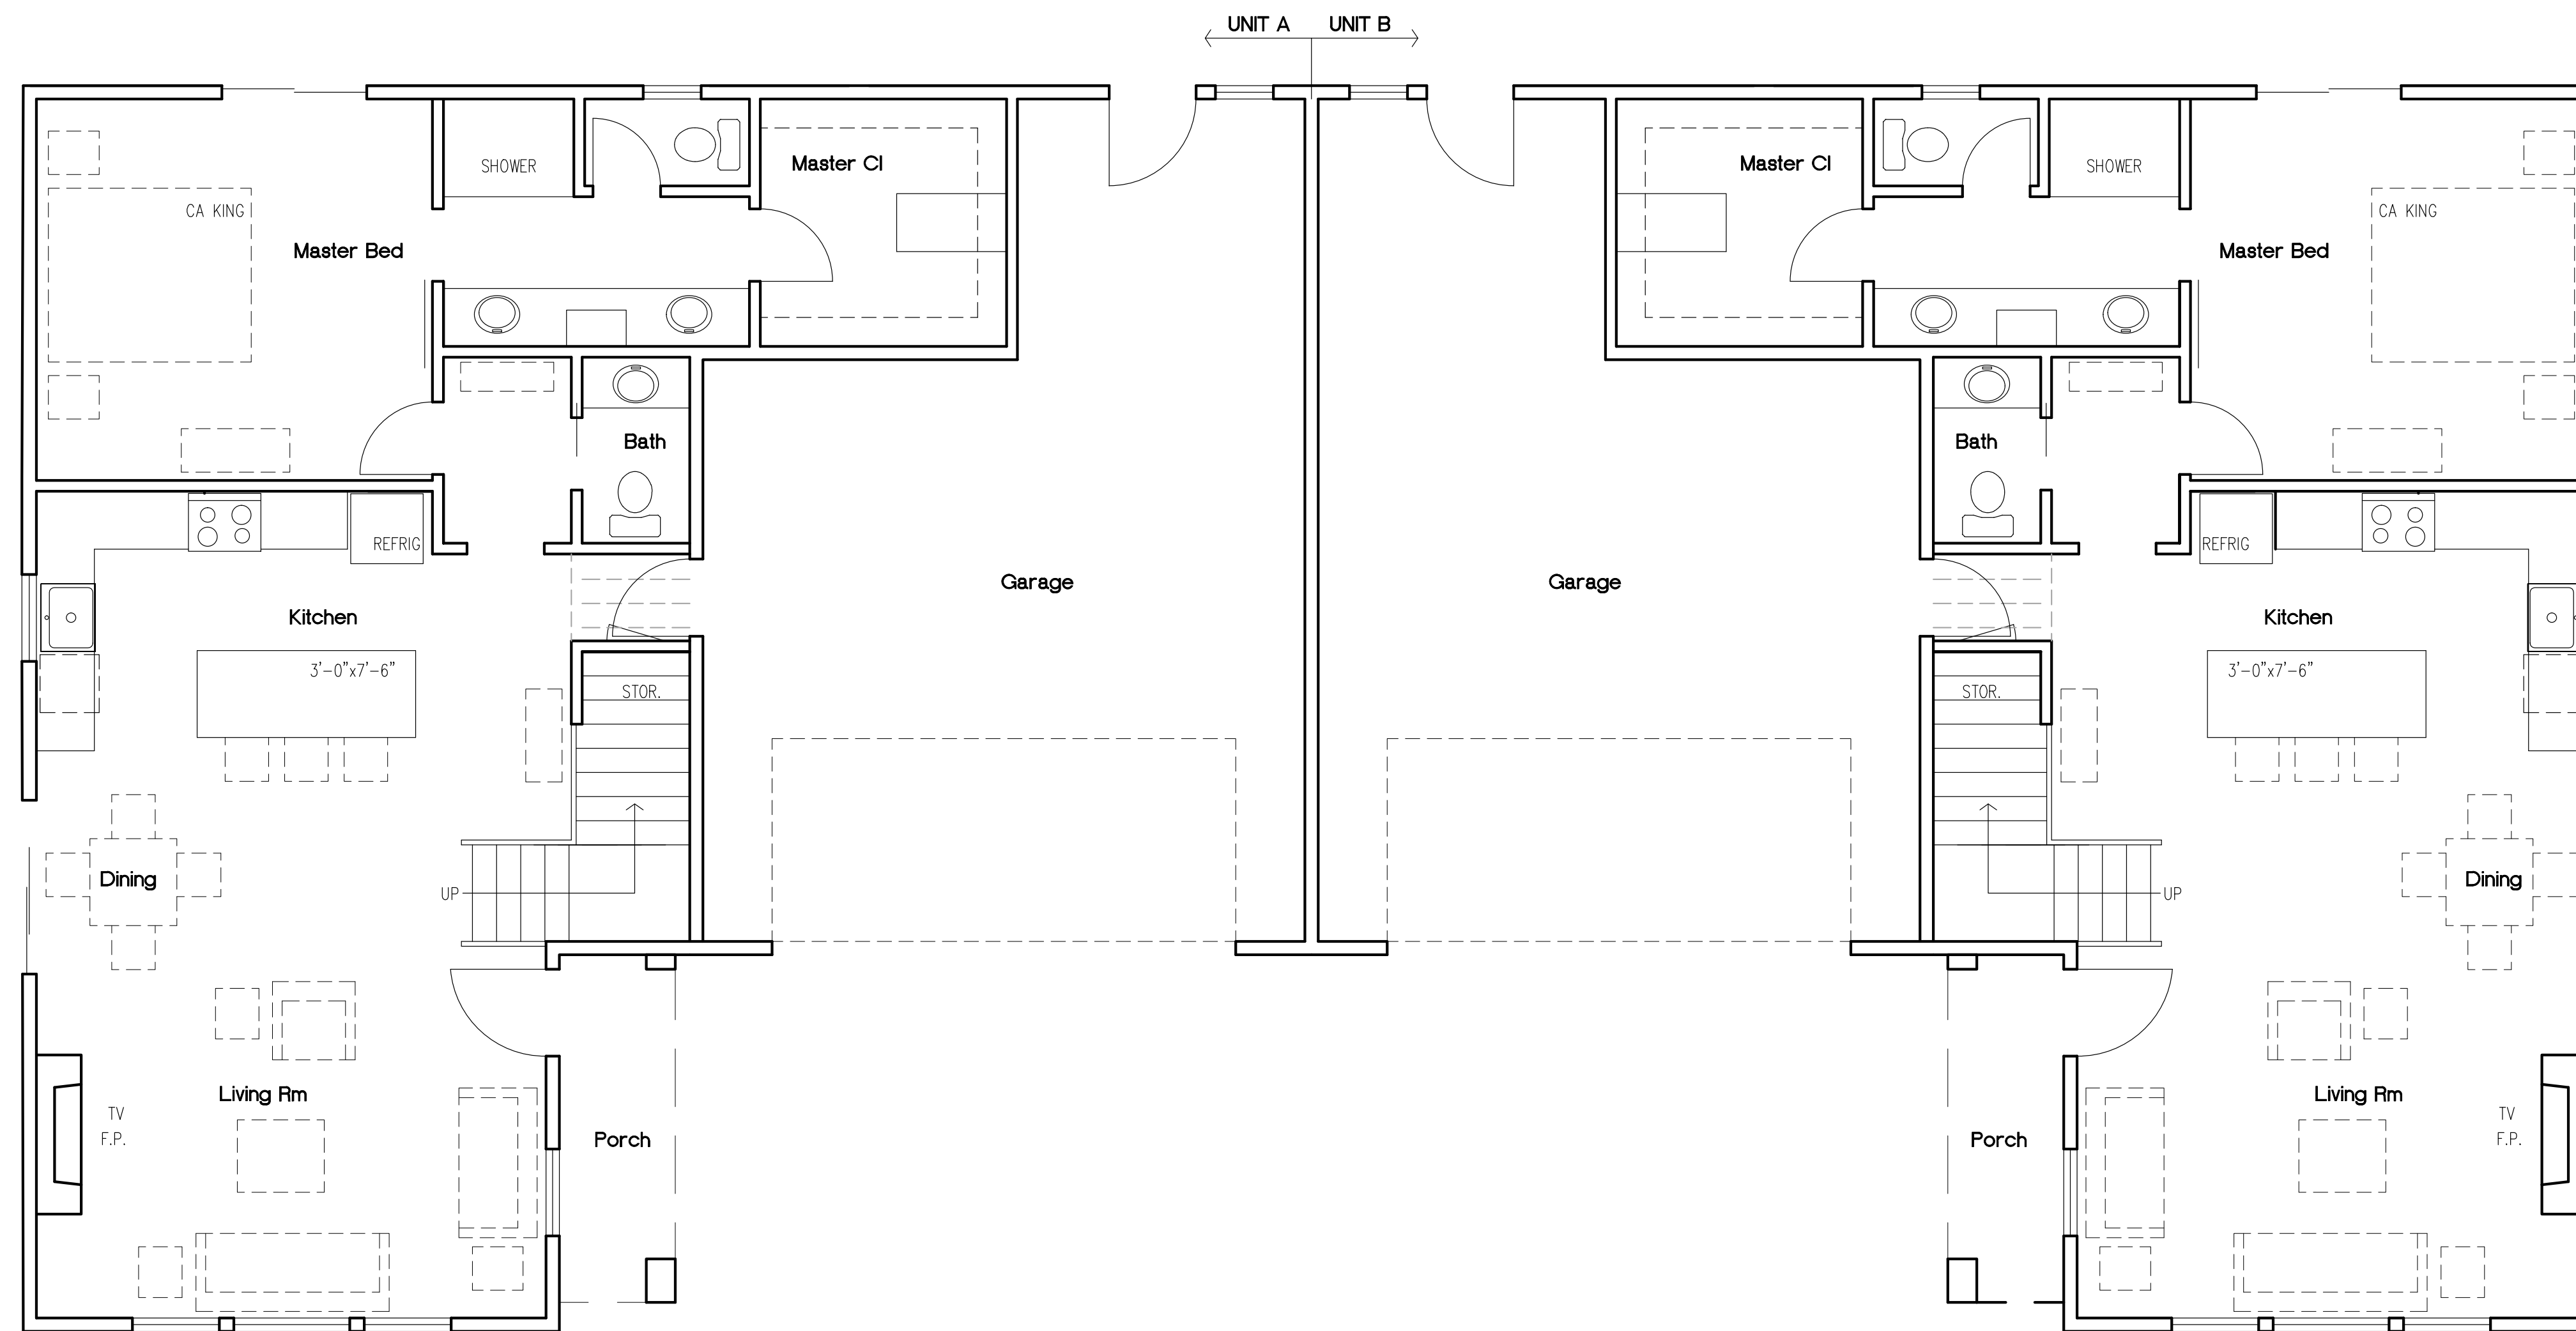 UNIT A UNIT B
Master Cl Master Cl
SHOWER SHOWER
CA KING CA KING
Master Bed Master Bed
Bath Bath
REFRIG REFRIG
Garage Garage
Kitchen Kitchen
3'-0"x7'-6" 3'-0"x7'-6"
STOR. STOR.
Dining Dining
UP UP
Living Rm Living Rm
TV TV
F.P. F.P.
Porch Porch